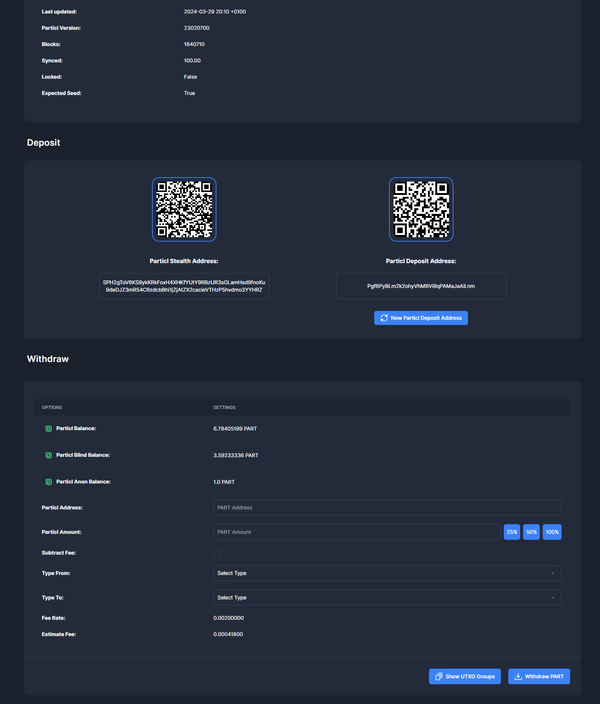 Last updated: 2024-03-29 20:10 +0100
Particl Version: 23020700
Blocks: 1640710
Synced: 100.00
Locked: False
Expected Seed: True
Deposit
Particl Stealth Address:
Particl Deposit Address:
New Particl Deposit Address
Withdraw
OPTIONS SETTINGS
Particl Balance: 6.79405199 PART
Particl Blind Balance: 3.59233336 PART
Particl Anon Balance: 1.0 PART
Particl Address: PART Address
Particl Amount: PART Amount 25% 50% 100%
Subtract Fee:
Type From: Select Type
Type To: Select Type
Fee Rate: 0.00200000
Estimate Fee: 0.00041800
Show UTXO Groups Withdraw PART